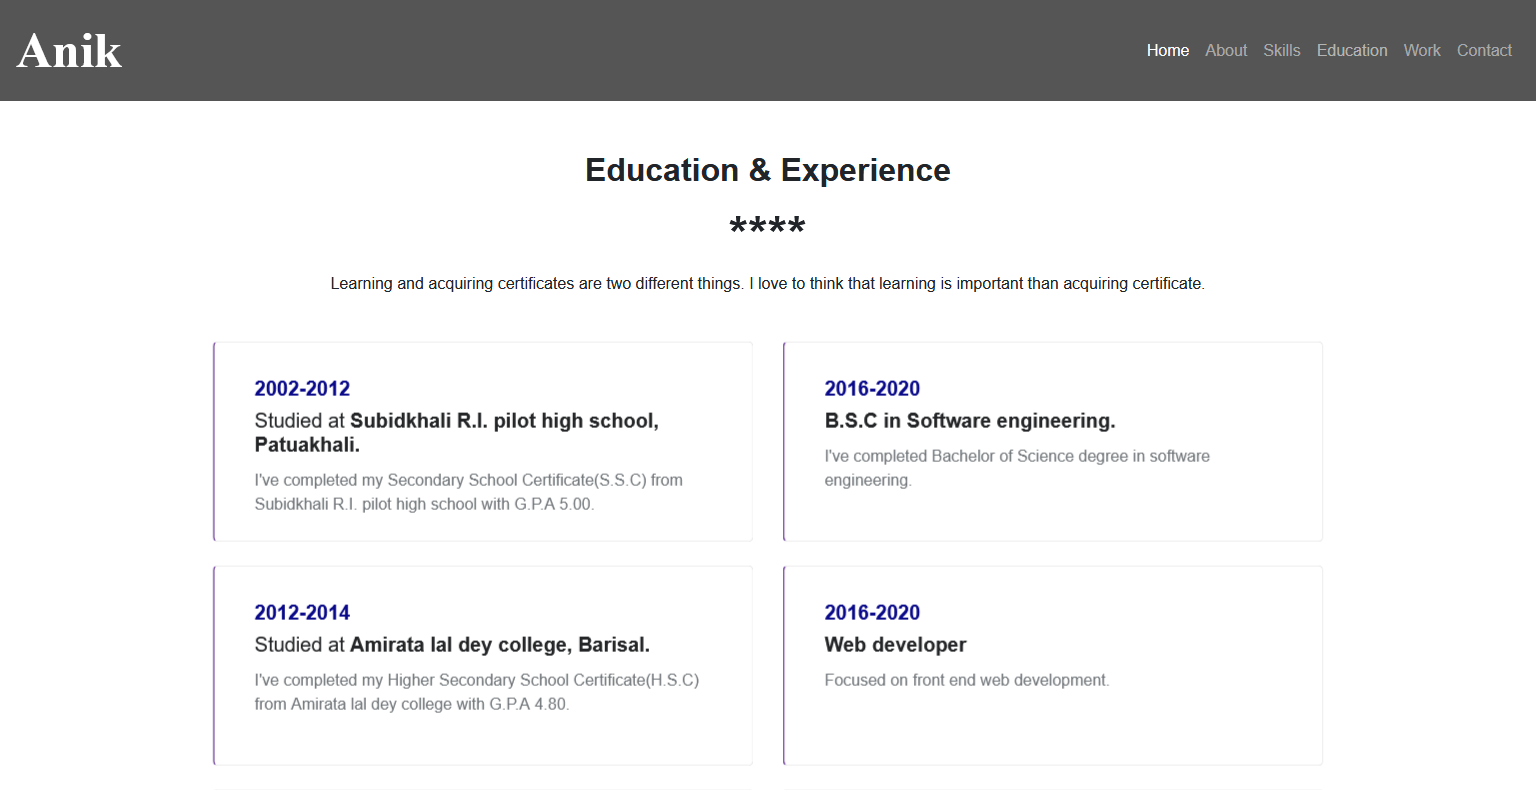 Anik
Home About Skills Education Work Contact
Education & Experience
****
Learning and acquiring certificates are two different things. I love to think that learning is important than acquiring certificate.
2002-2012
Studied at Subidkhali R.I. pilot high school,
Patuakhali.
I've completed my Secondary School Certificate(S.S.C) from
Subidkhali R.I. pilot high school with G.P.A 5.00.
2016-2020
B.S.C in Software engineering.
I've completed Bachelor of Science degree in software
engineering.
2012-2014
Studied at Amirata lal dey college, Barisal.
I've completed my Higher Secondary School Certificate(H.S.C)
from Amirata lal dey college with G.P.A 4.80.
2016-2020
Web developer
Focused on front end web development.